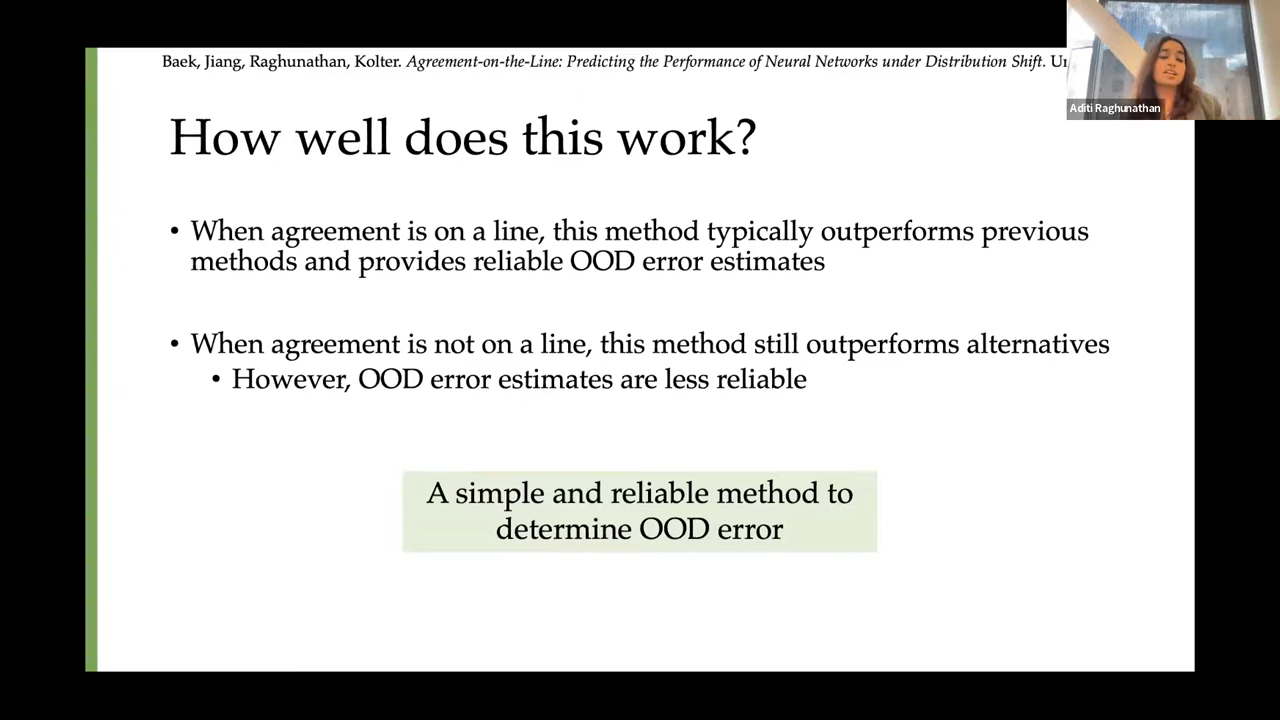 Baek, Jiang, Raghunathan, Kolter. Agreement-on-the-Line: Predicting the Performance of Neural Networks under Distribution Shift.
Aditi Raghunathan
How well does this work?
• When agreement is on a line, this method typically outperforms previous
methods and provides reliable OOD error estimates
• When agreement is not on a line, this method still outperforms alternatives
• However, OOD error estimates are less reliable
A simple and reliable method to
determine OOD error